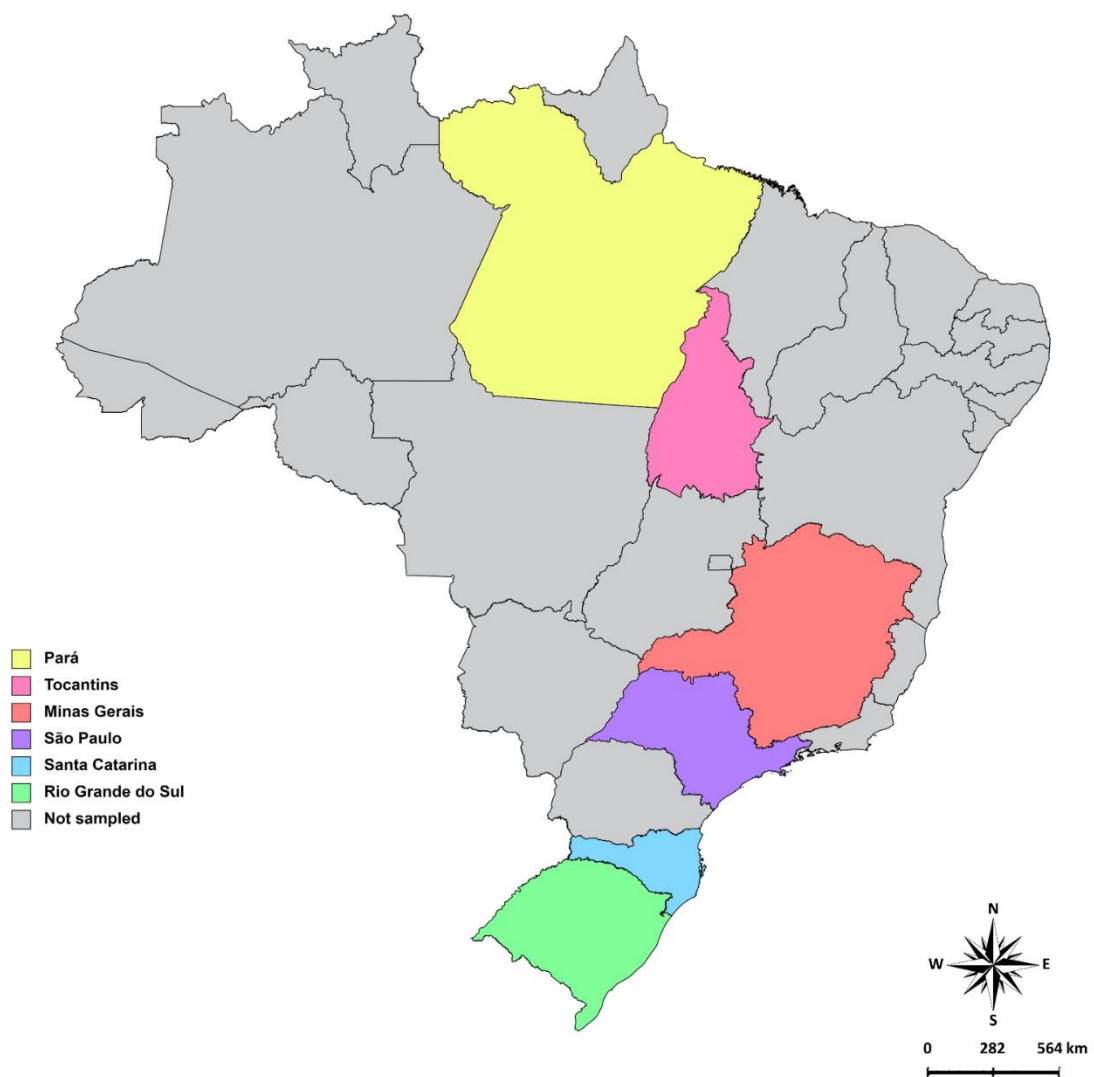 Pará
Tocantins
Minas Gerais
São Paulo
Santa Catarina
Rio Grande do Sul
Not sampled
N
W E
S
0 282 564 km